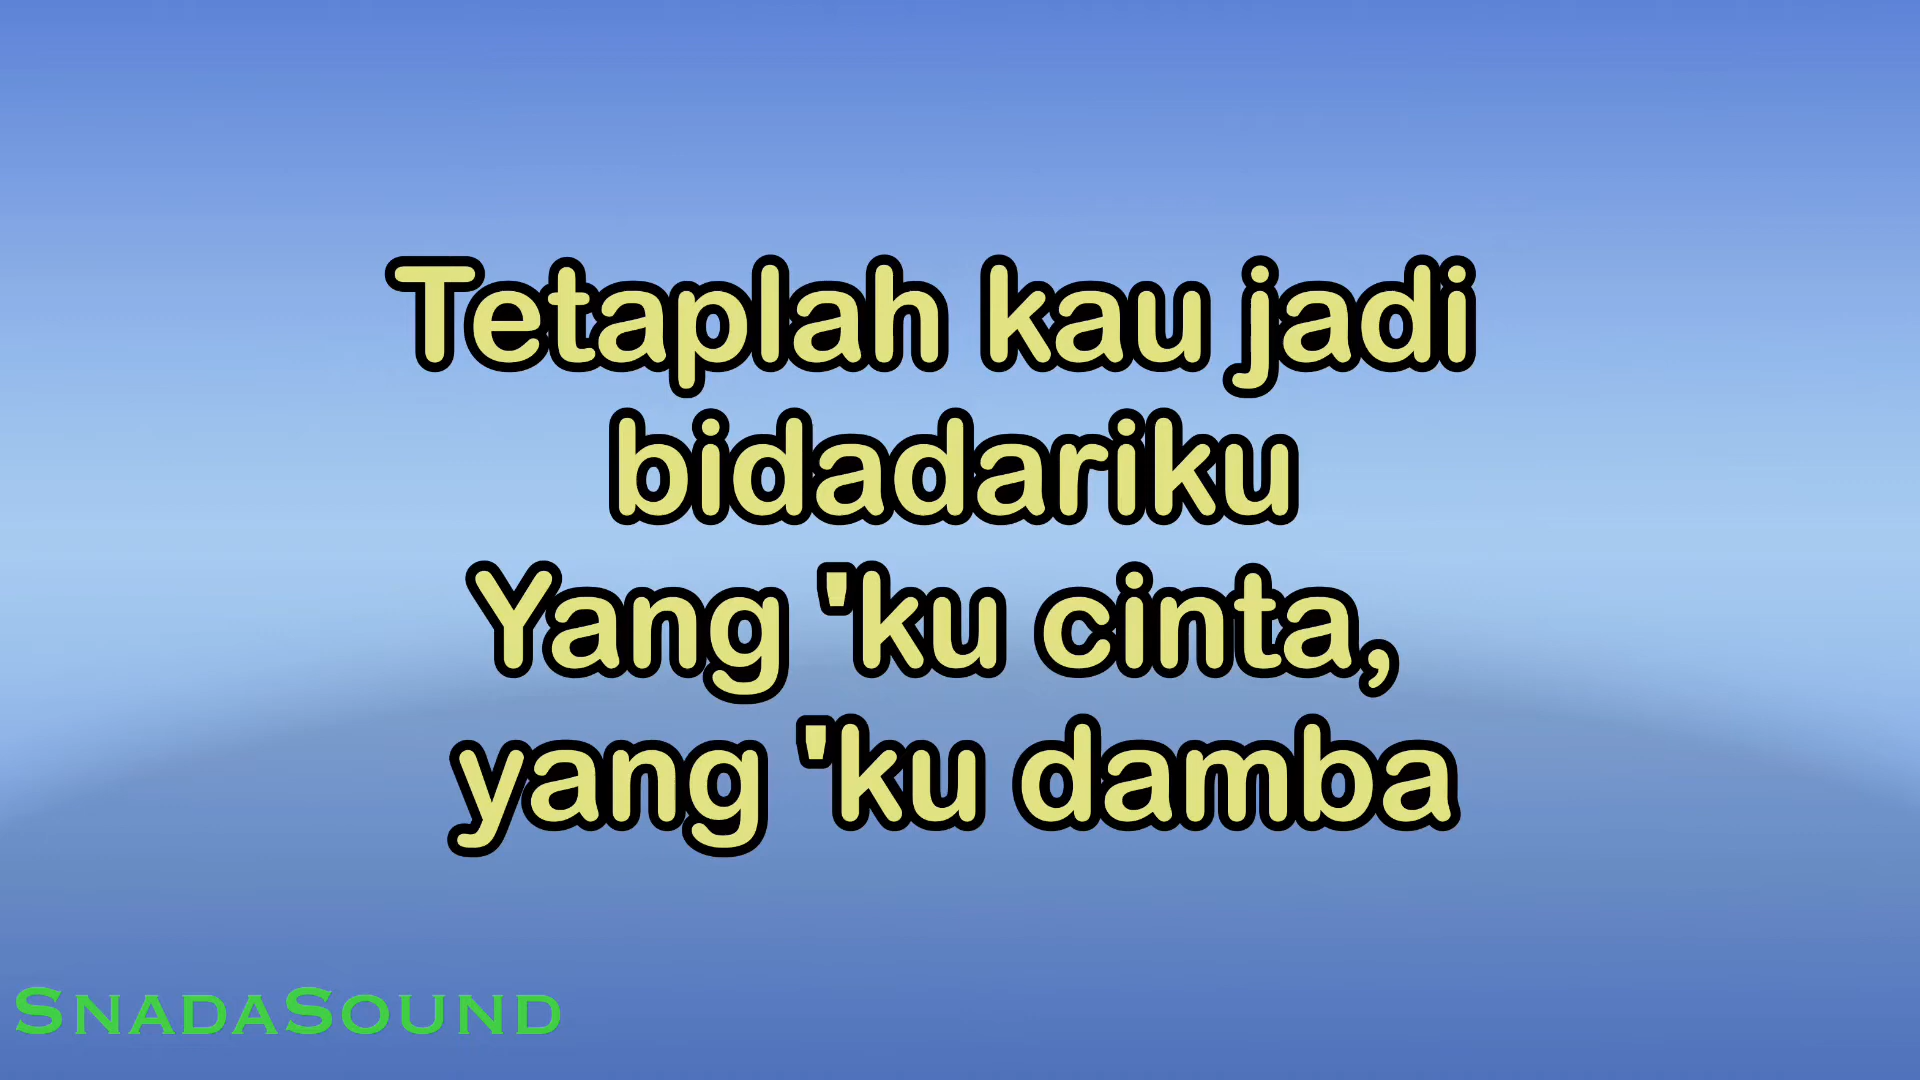 Tetaplah kau jadi
bidadariku
Yang 'ku cinta,
yang 'ku damba
SnadaSound